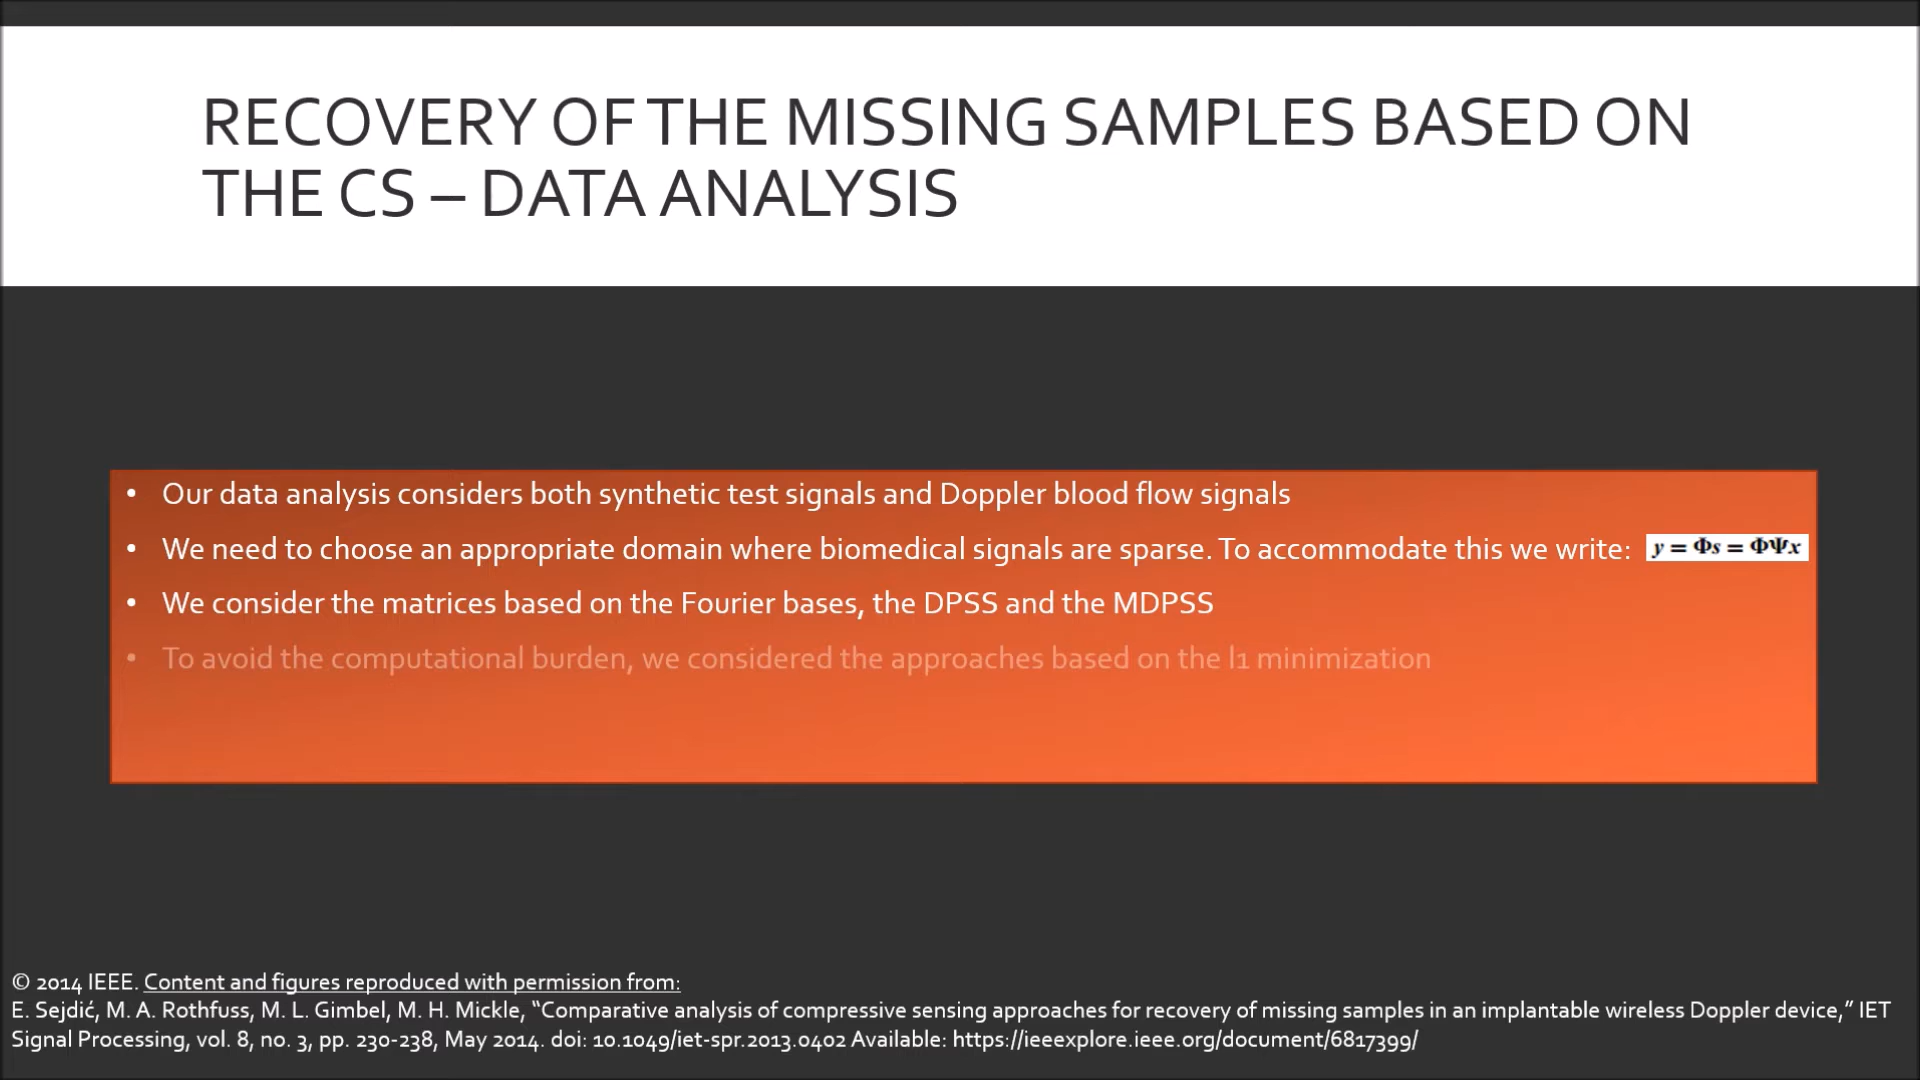 RECOVERY OF THE MISSING SAMPLES BASED ON
THE CS – DATA ANALYSIS
• Our data analysis considers both synthetic test signals and Doppler blood flow signals
• We need to choose an appropriate domain where biomedical signals are sparse. To accommodate this we write: y = Φs = ΦΨx
• We consider the matrices based on the Fourier bases, the DPSS and the MDPSS
• To avoid the computational burden, we considered the approaches based on the l1 minimization
© 2014 IEEE. Content and figures reproduced with permission from:
E. Sejdić, M. A. Rothfuss, M. L. Gimbel, M. H. Mickle, “Comparative analysis of compressive sensing approaches for recovery of missing samples in an implantable wireless Doppler device,” IET
Signal Processing, vol. 8, no. 3, pp. 230-238, May 2014. doi: 10.1049/iet-spr.2013.0402 Available: https://ieeexplore.ieee.org/document/6817399/